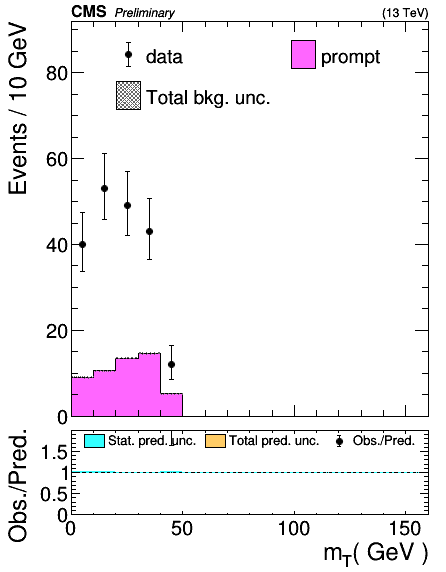 CMS Preliminary (13 TeV)
Events / 10 GeV
data
prompt
Total bkg. unc.
80
60
40
20
0
Obs./Pred.
Stat. pred. unc. Total pred. unc. Obs./Pred.
1.5
1
0.5
0
0 50 100 150
m_T( GeV )